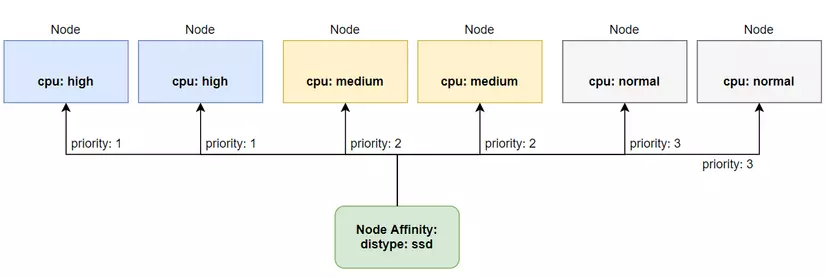 Node
Node
Node
Node
Node
Node
cpu: high
cpu: high
cpu: medium
cpu: medium
cpu: normal
cpu: normal
priority: 1
priority: 1
priority: 2
priority: 2
priority: 3
priority: 3
Node Affinity:
distype: ssd